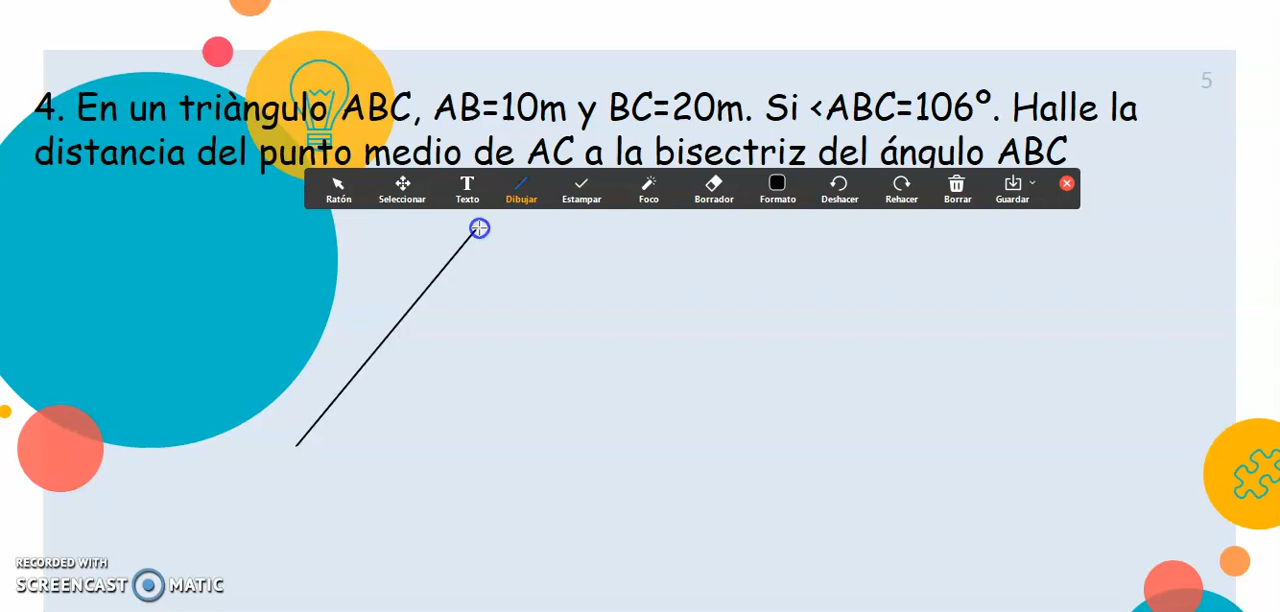 5
4. En un triàngulo ABC, AB=10m y BC=20m. Si <ABC=106º. Halle la
distancia del punto medio de AC a la bisectriz del ángulo ABC
Ratón Seleccionar Texto Dibujar Estampar Foco Borrador Formato Deshacer Rehacer Borrar Guardar
RECORDED WITH
SCREENCAST MATIC